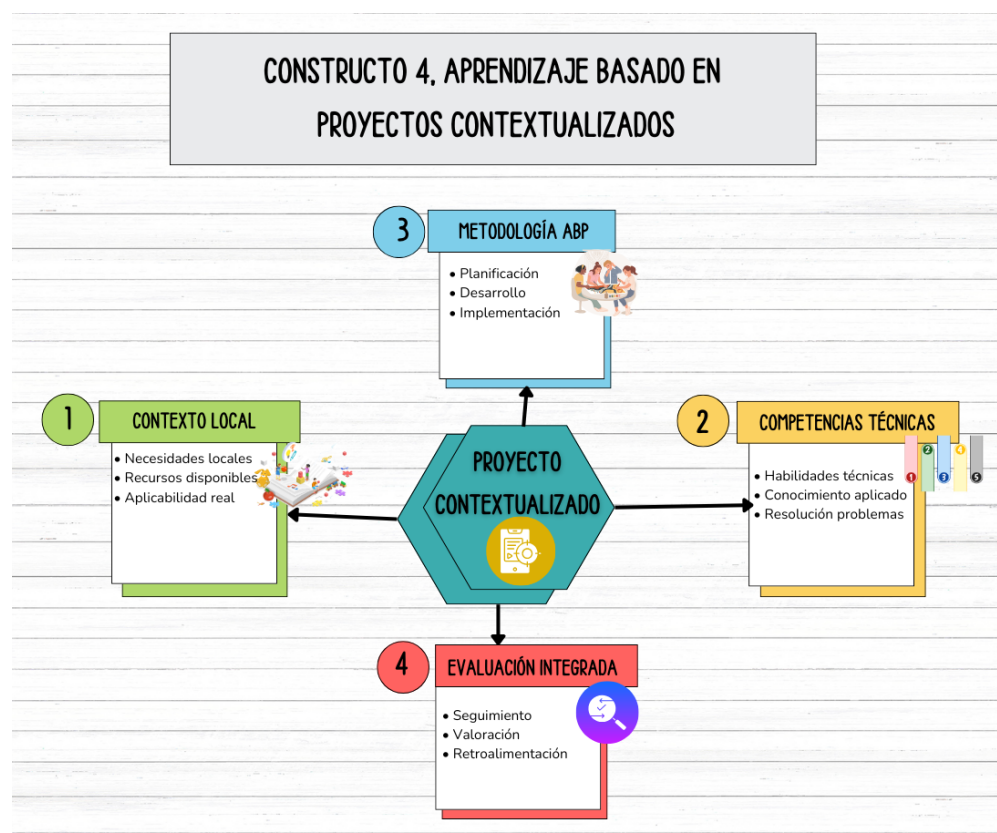 CONSTRUCTO 4, APRENDIZAJE BASADO EN
PROYECTOS CONTEXTUALIZADOS
3
METODOLOGÍA ABP
• Planificación
• Desarrollo
• Implementación
1
CONTEXTO LOCAL
• Necesidades locales
• Recursos disponibles
• Aplicabilidad real
2
COMPETENCIAS TÉCNICAS
• Habilidades técnicas
• Conocimiento aplicado
• Resolución problemas
1
2
3
4
5
PROYECTO
CONTEXTUALIZADO
4
EVALUACIÓN INTEGRADA
• Seguimiento
• Valoración
• Retroalimentación